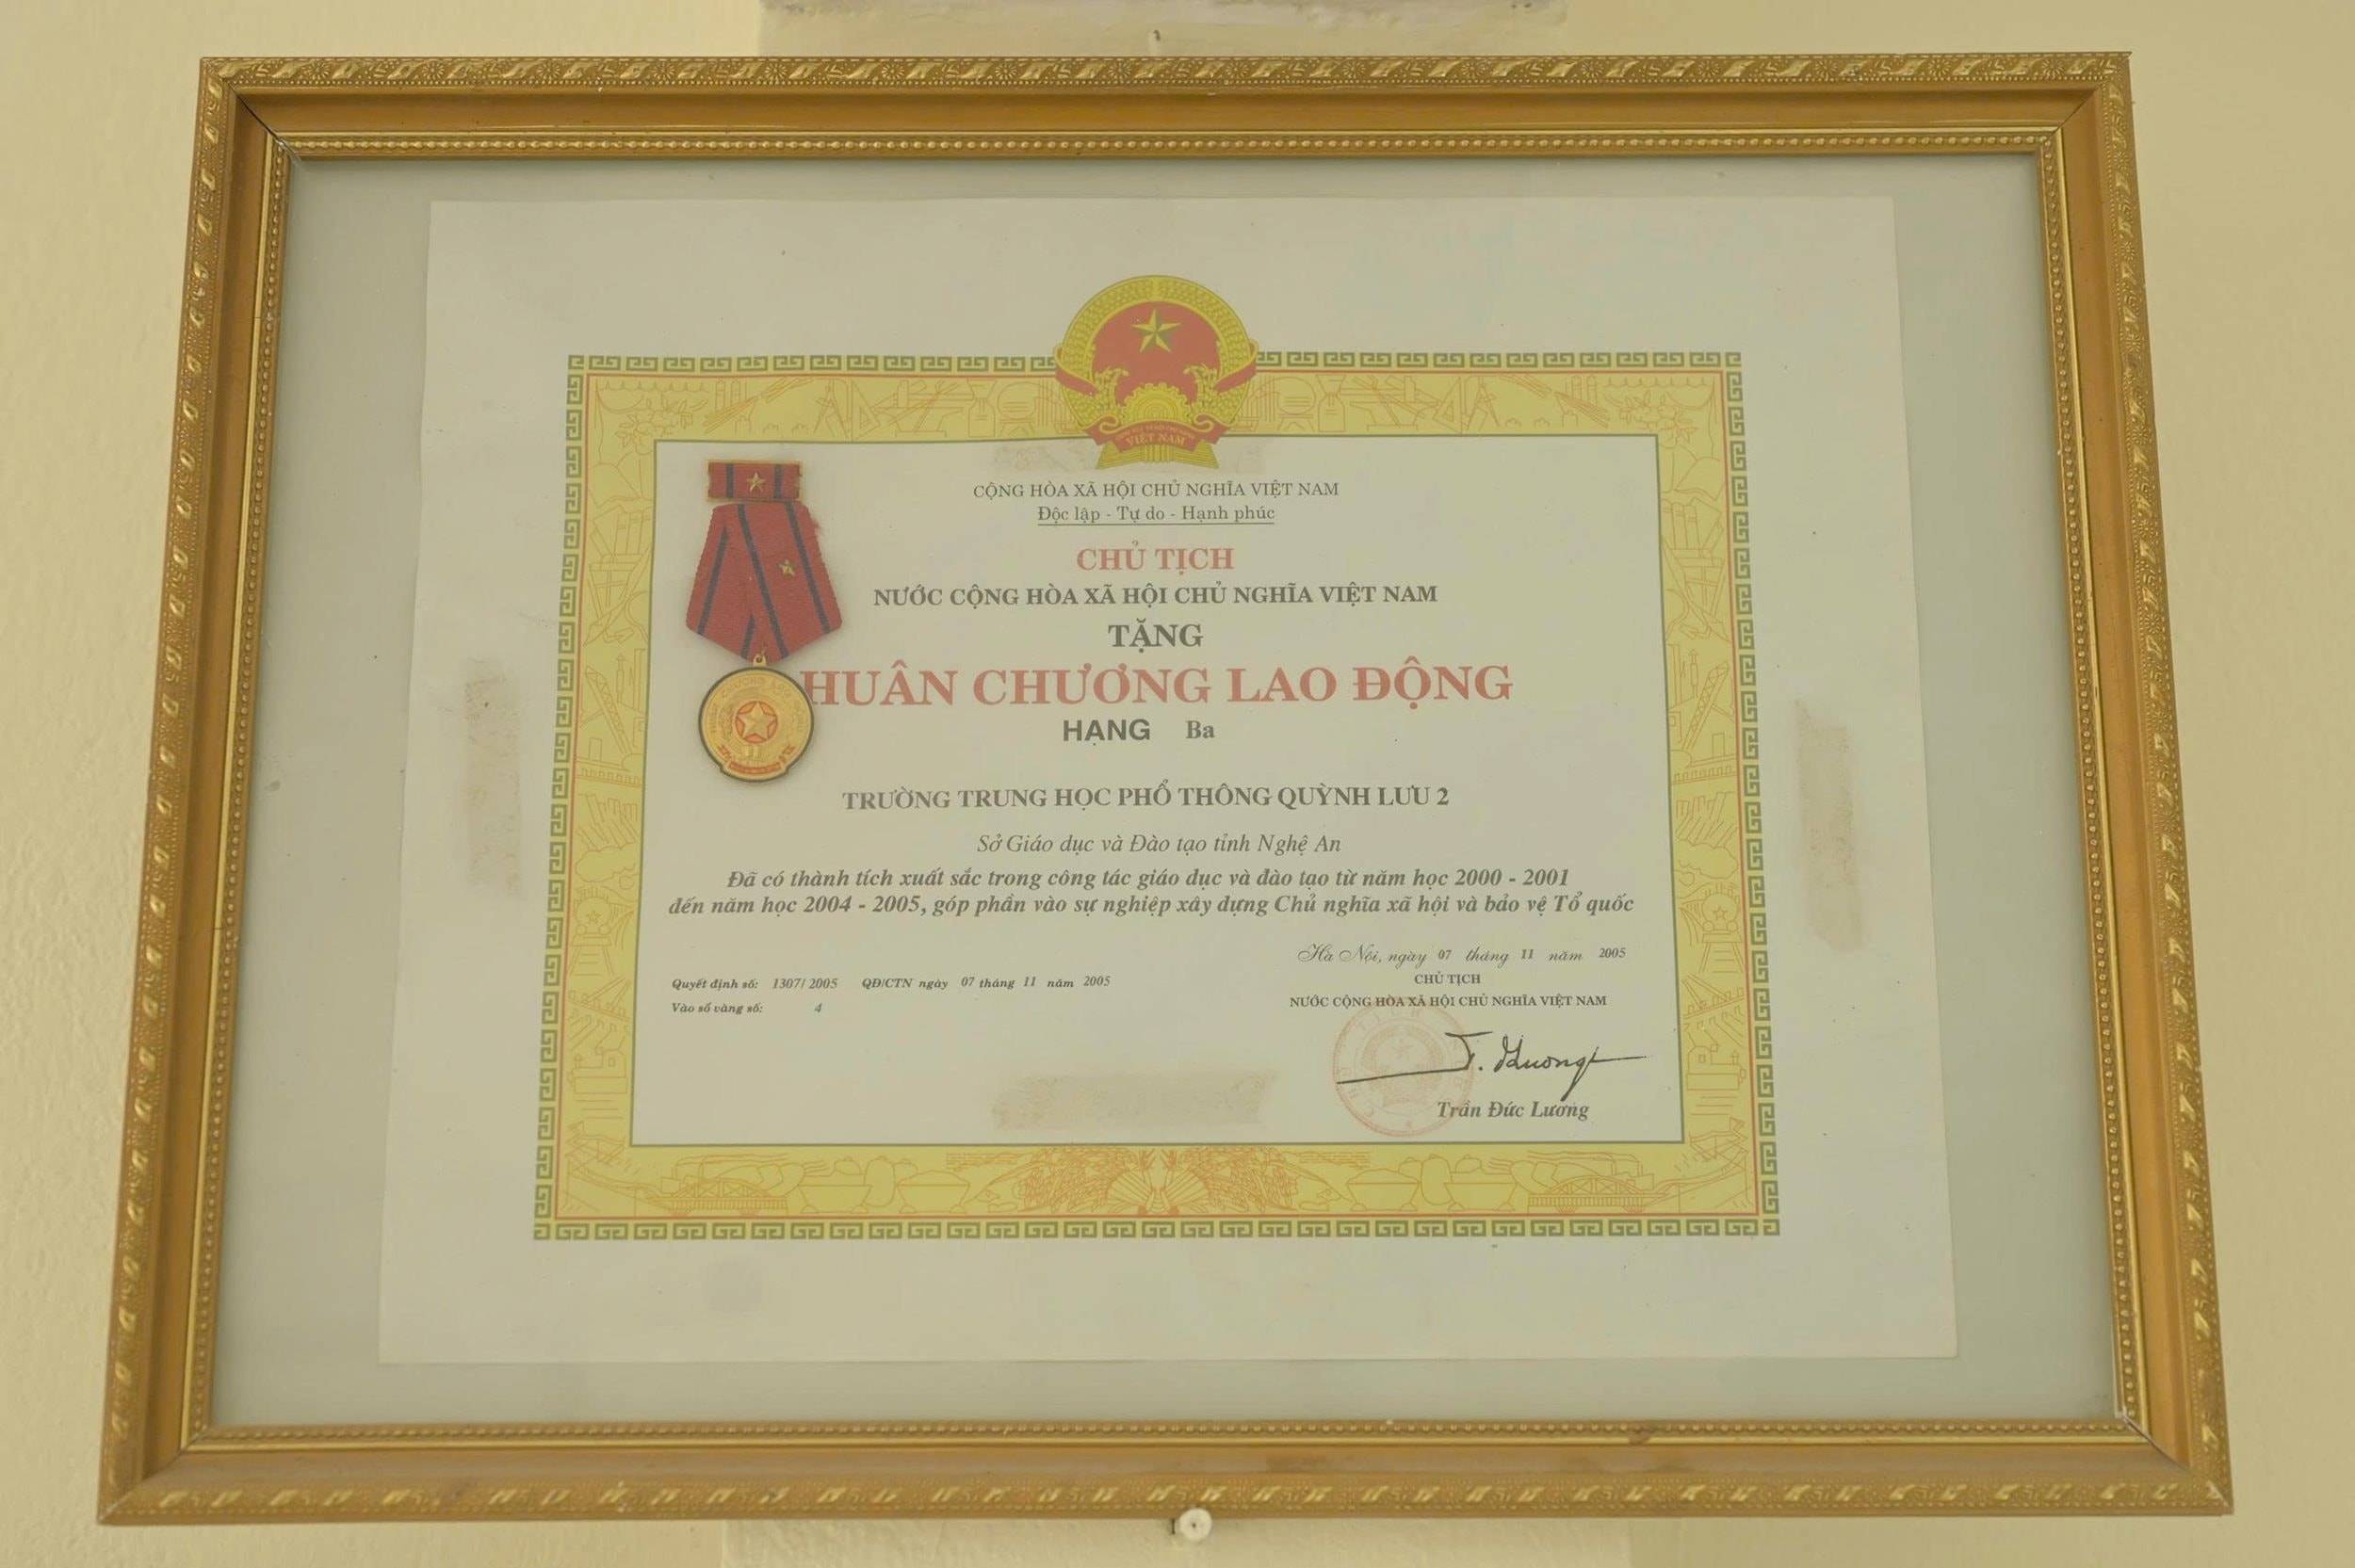 VIỆT NAM
CỘNG HÒA XÃ HỘI CHỦ NGHĨA VIỆT NAM
Độc lập - Tự do - Hạnh phúc
CHỦ TỊCH
NƯỚC CỘNG HÒA XÃ HỘI CHỦ NGHĨA VIỆT NAM
TẶNG
HUÂN CHƯƠNG LAO ĐỘNG
HẠNG Ba
TRƯỜNG TRUNG HỌC PHỔ THÔNG QUỲNH LƯU 2
Sở Giáo dục và Đào tạo tỉnh Nghệ An
Đã có thành tích xuất sắc trong công tác giáo dục và đào tạo từ năm học 2000 - 2001
đến năm học 2004 - 2005, góp phần vào sự nghiệp xây dựng Chủ nghĩa xã hội và bảo vệ Tổ quốc
Hà Nội, ngày 07 tháng 11 năm 2005
CHỦ TỊCH
NƯỚC CỘNG HÒA XÃ HỘI CHỦ NGHĨA VIỆT NAM
Quyết định số: 1307/ 2005 QĐ/CTN ngày 07 tháng 11 năm 2005
Vào sổ vàng số: 4
Trần Đức Lương